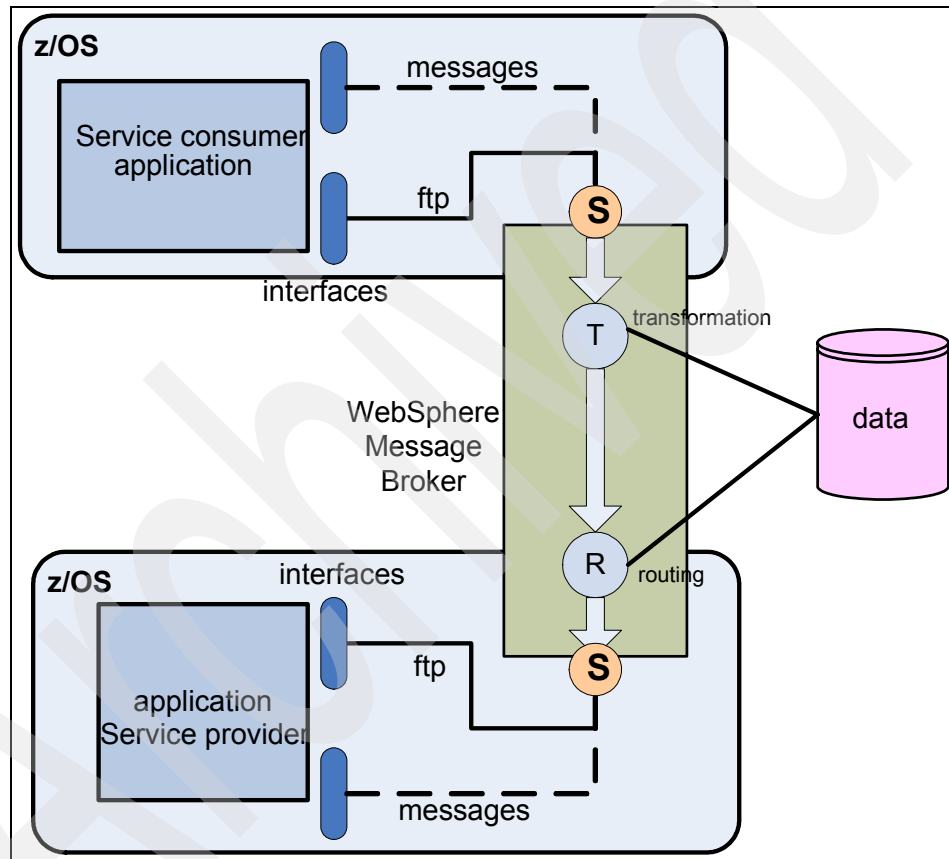 z/OS
messages
Service consumer
application
ftp
S
interfaces
T
transformation
WebSphere
Message
Broker
data
R
routing
z/OS
interfaces
ftp
S
application
Service provider
messages
Archived